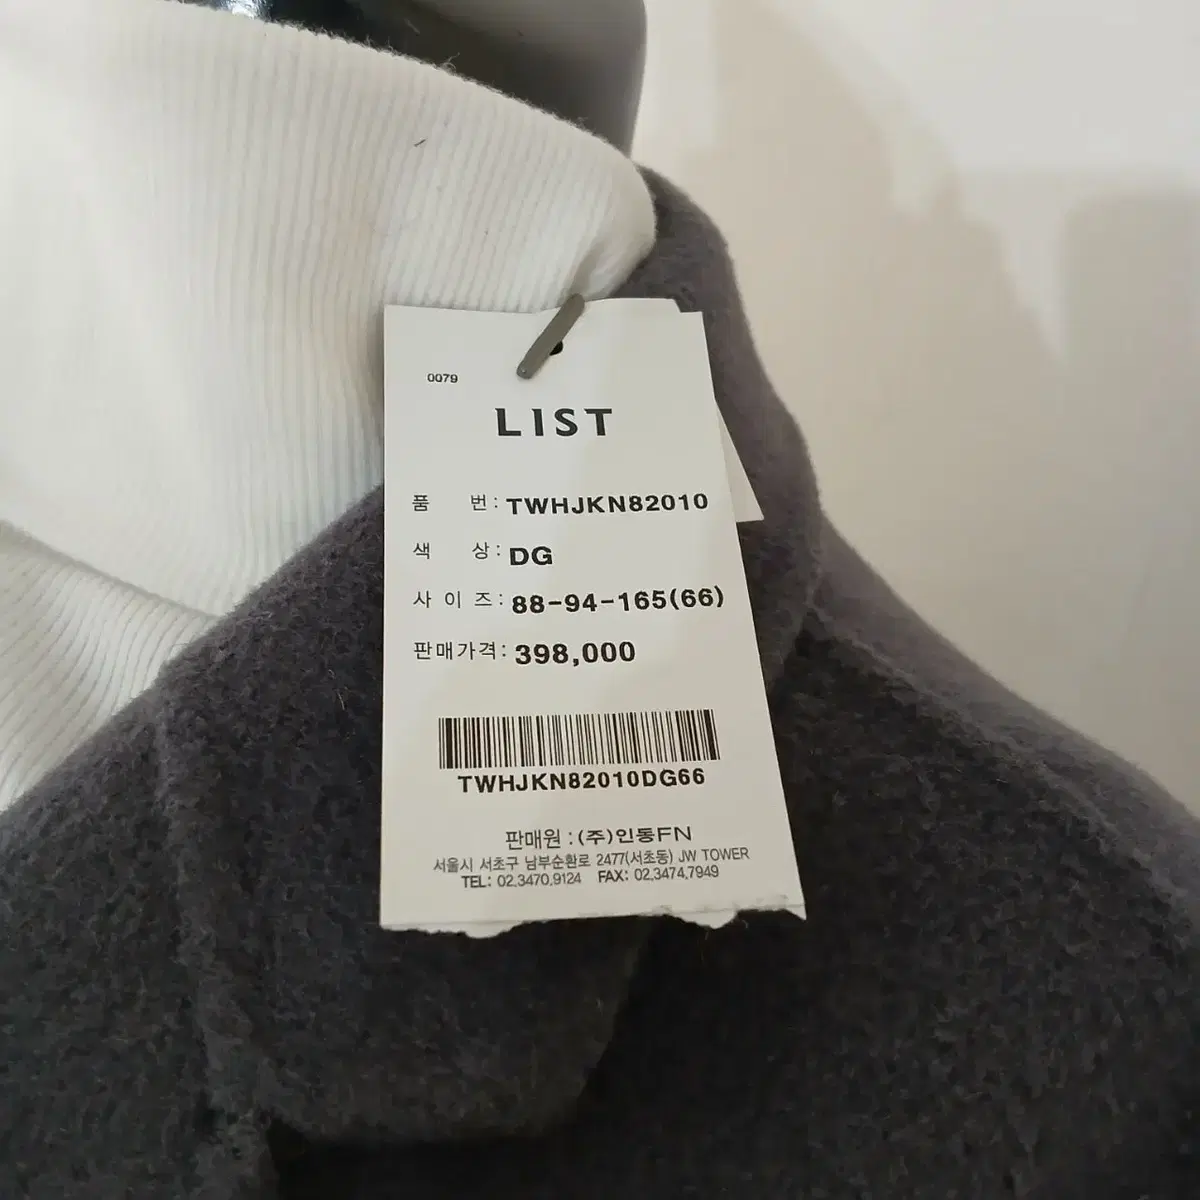 0079
LIST
품 번: TWHJKN82010
색 상: DG
사 이 즈: 88-94-165(66)
판매가격: 398,000
TWHJKN82010DG66
판매원 : (주)인동FN
서울시 서초구 남부순환로 2477(서초동) JW TOWER
TEL: 02.3470.9124 FAX: 02.3474.7949